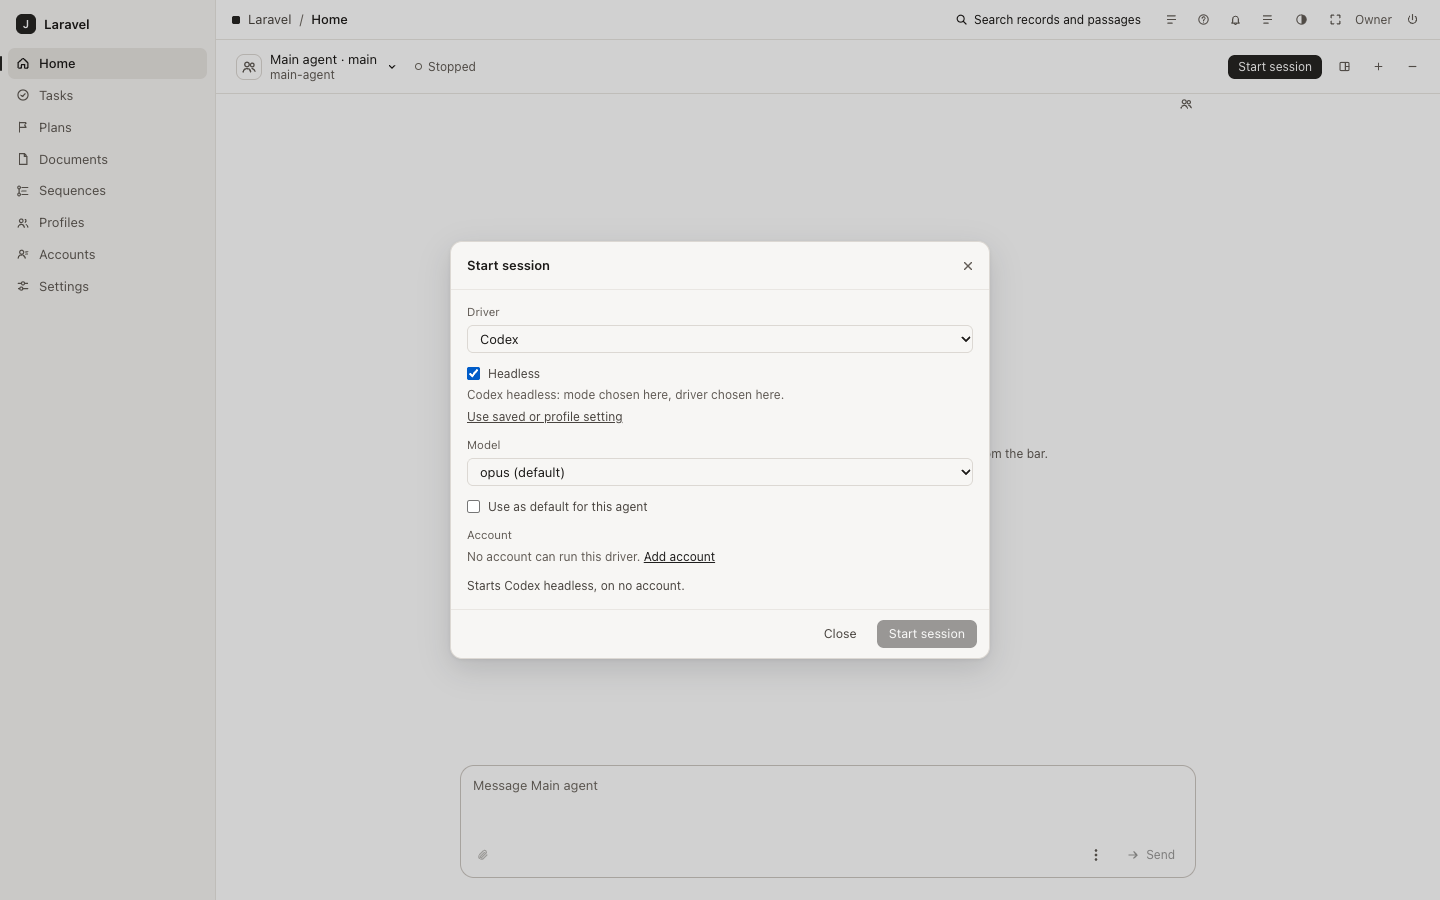 J Laravel
Home
Tasks
Plans
Documents
Sequences
Profiles
Accounts
Settings
Laravel / Home
Search records and passages
Owner
Main agent · main
main-agent
Stopped
Start session
Start session
Driver
Codex
Headless
Codex headless: mode chosen here, driver chosen here.
Use saved or profile setting
Model
opus (default)
Use as default for this agent
Account
No account can run this driver. Add account
Starts Codex headless, on no account.
Close
Start session
the bar.
Message Main agent
Send